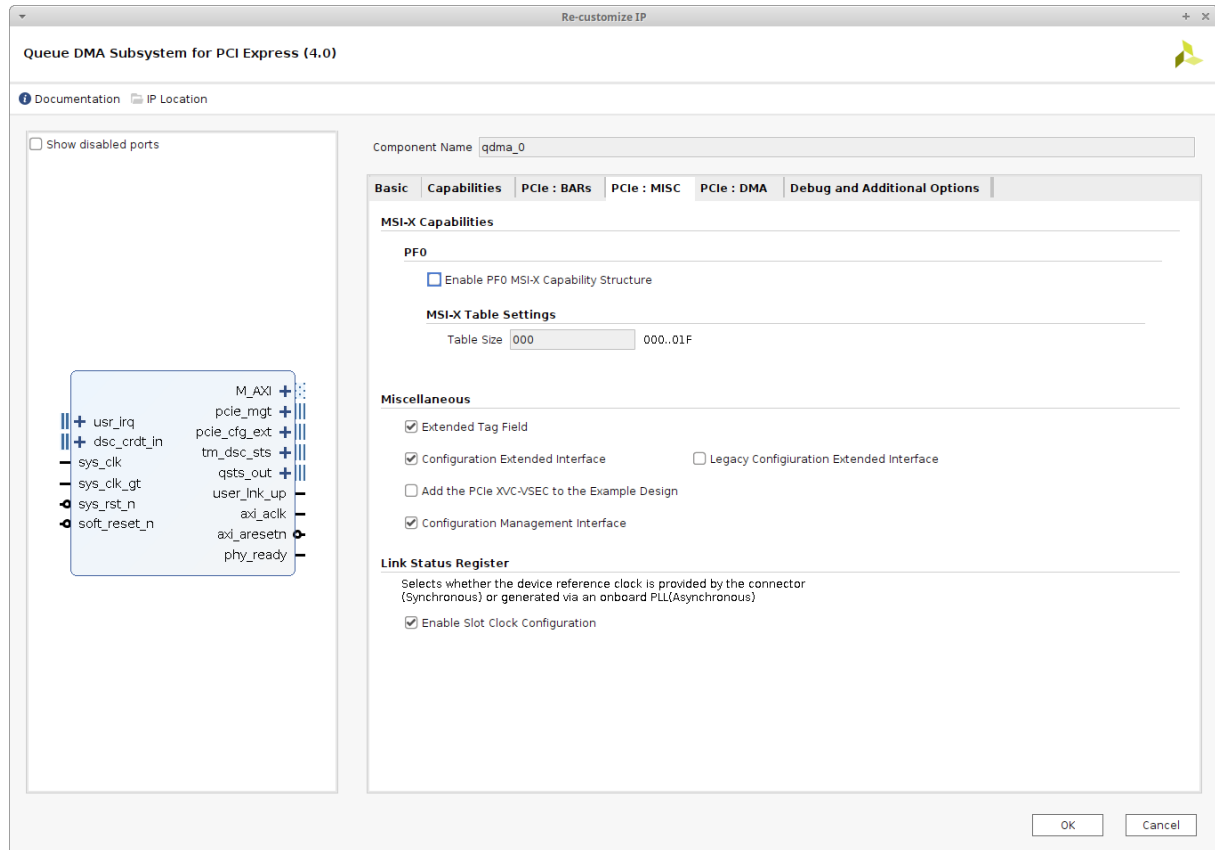 Re-customize IP
Queue DMA Subsystem for PCI Express (4.0)
Documentation IP Location
Show disabled ports
M_AXI
pcie_mgt
usr_irq
pcie_cfg_ext
dsc_crdt_in
tm_dsc_sts
sys_clk
qsts_out
sys_clk_gt
user_lnk_up
sys_rst_n
axi_aclk
soft_reset_n
axi_aresetn
phy_ready
Component Name qdma_0
Basic Capabilities PCIe : BARs PCIe : MISC PCIe : DMA Debug and Additional Options
MSI-X Capabilities
PF0
Enable PF0 MSI-X Capability Structure
MSI-X Table Settings
Table Size 000 000..01F
Miscellaneous
Extended Tag Field
Configuration Extended Interface Legacy Configiuration Extended Interface
Add the PCIe XVC-VSEC to the Example Design
Configuration Management Interface
Link Status Register
Selects whether the device reference clock is provided by the connector
(Synchronous) or generated via an onboard PLL(Asynchronous)
Enable Slot Clock Configuration
OK Cancel